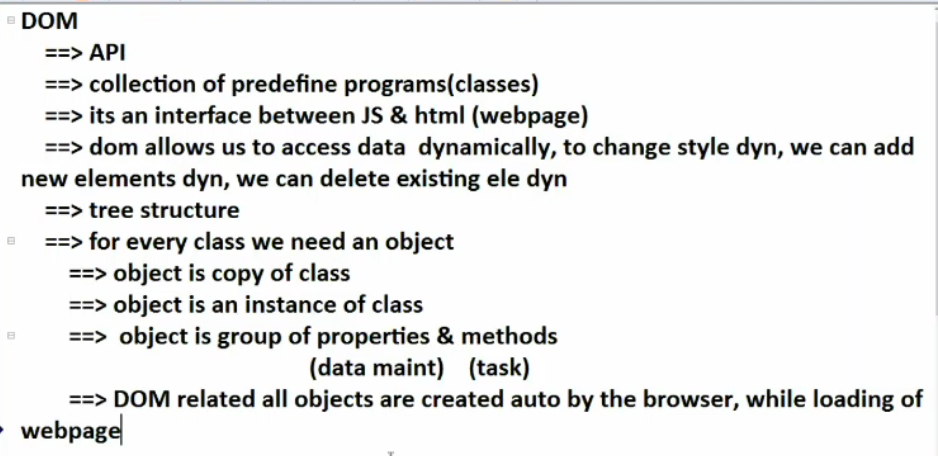 DOM
==> API
==> collection of predefine programs(classes)
==> its an interface between JS & html (webpage)
==> dom allows us to access data  dynamically, to change style dyn, we can add
new elements dyn, we can delete existing ele dyn
==> tree structure
==> for every class we need an object
==> object is copy of class
==> object is an instance of class
==>  object is group of properties & methods
(data maint)   (task)
==> DOM related all objects are created auto by the browser, while loading of
webpage